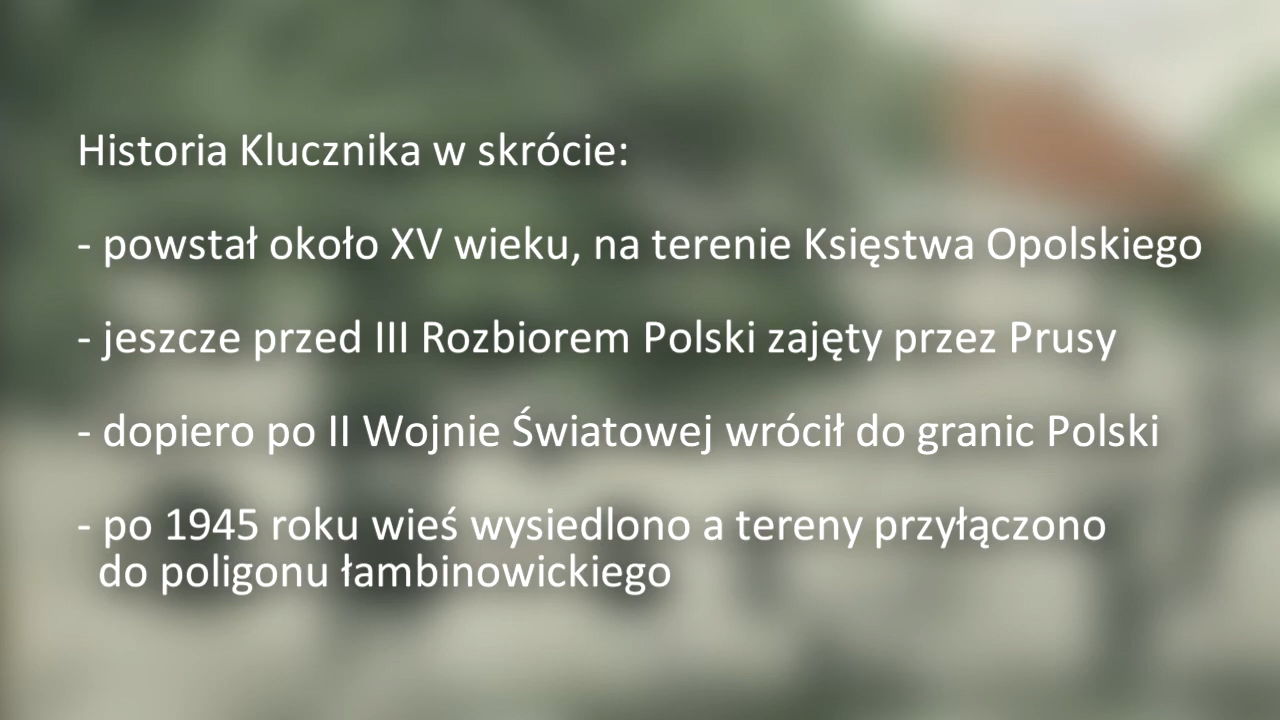 Historia Klucznika w skrócie:
- powstał około XV wieku, na terenie Księstwa Opolskiego
- jeszcze przed III Rozbiorem Polski zajęty przez Prusy
- dopiero po II Wojnie Światowej wrócił do granic Polski
- po 1945 roku wieś wysiedlono a tereny przyłączono
do poligonu łambinowickiego